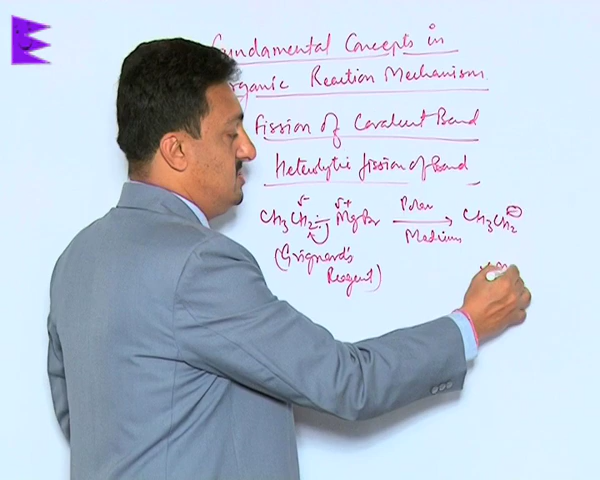 Fundamental Concepts in
Organic Reaction Mechanism
Fission of Covalent Bond
Heterolytic fission of Bond
δ- δ+
CH3CH2 : MgBr Polar Medium → CH3CH2⊖
(Grignard's
Reagent)